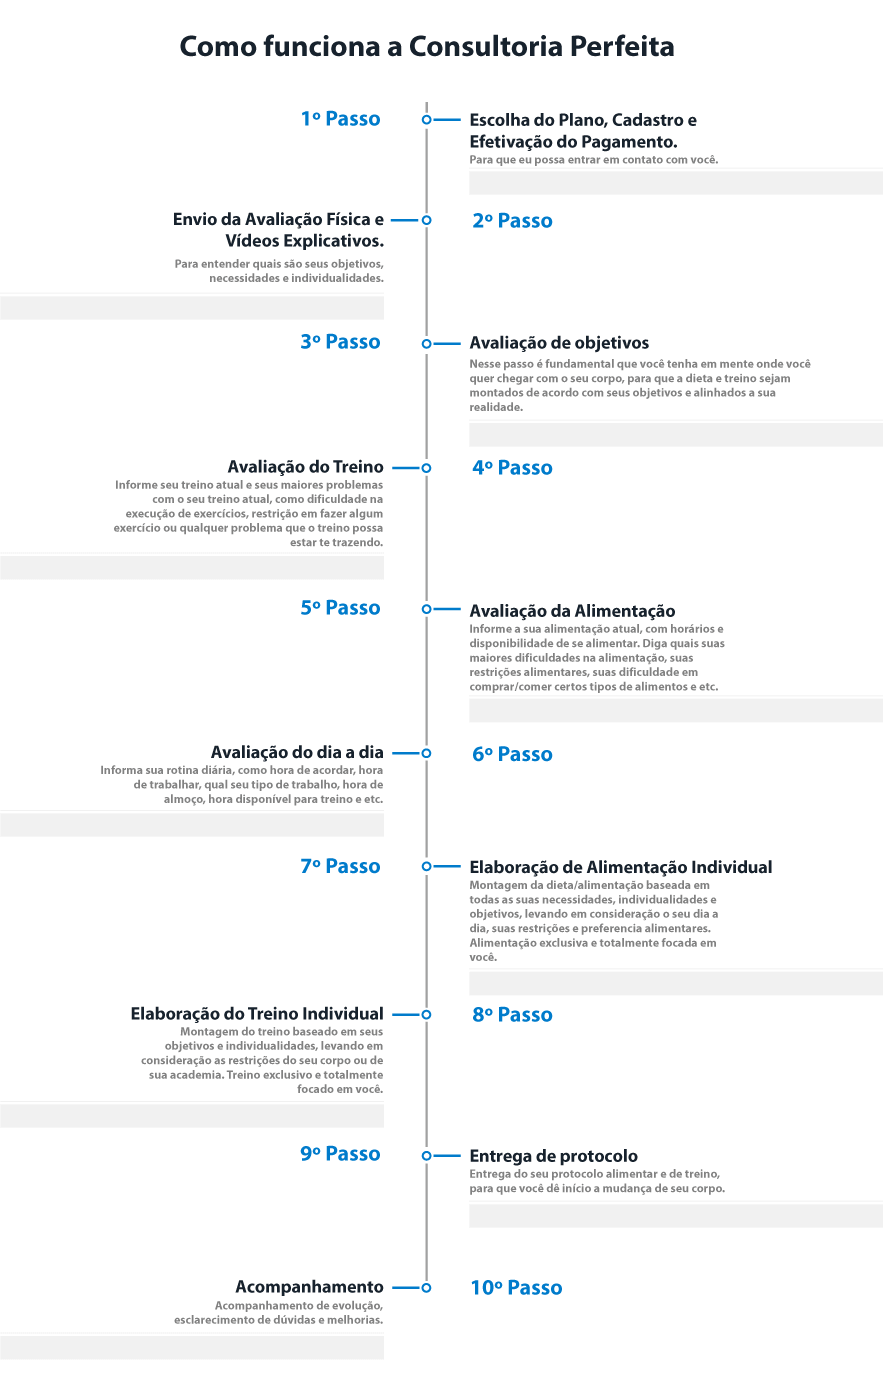 Como funciona a Consultoria Perfeita
1º Passo
Escolha do Plano, Cadastro e
Efetivação do Pagamento.
Para que eu possa entrar em contato com você.
2º Passo
Envio da Avaliação Física e
Vídeos Explicativos.
Para entender quais são seus objetivos,
necessidades e individualidades.
3º Passo
Avaliação de objetivos
Nesse passo é fundamental que você tenha em mente onde você
quer chegar com o seu corpo, para que a dieta e treino sejam
montados de acordo com seus objetivos e alinhados a sua
realidade.
4º Passo
Avaliação do Treino
Informe seu treino atual e seus maiores problemas
com o seu treino atual, como dificuldade na
execução de exercícios, restrição em fazer algum
exercício ou qualquer problema que o treino possa
estar te trazendo.
5º Passo
Avaliação da Alimentação
Informe a sua alimentação atual, com horários e
disponibilidade de se alimentar. Diga quais suas
maiores dificuldades na alimentação, suas
restrições alimentares, suas dificuldade em
comprar/comer certos tipos de alimentos e etc.
6º Passo
Avaliação do dia a dia
Informa sua rotina diária, como hora de acordar, hora
de trabalhar, qual seu tipo de trabalho, hora de
almoço, hora disponível para treino e etc.
7º Passo
Elaboração de Alimentação Individual
Montagem da dieta/alimentação baseada em
todas as suas necessidades, individualidades e
objetivos, levando em consideração o seu dia a
dia, suas restrições e preferencia alimentares.
Alimentação exclusiva e totalmente focada em
você.
8º Passo
Elaboração do Treino Individual
Montagem do treino baseado em seus
objetivos e individualidades, levando em
consideração as restrições do seu corpo ou de
sua academia. Treino exclusivo e totalmente
focado em você.
9º Passo
Entrega de protocolo
Entrega do seu protocolo alimentar e de treino,
para que você dê início a mudança de seu corpo.
10º Passo
Acompanhamento
Acompanhamento de evolução,
esclarecimento de dúvidas e melhorias.